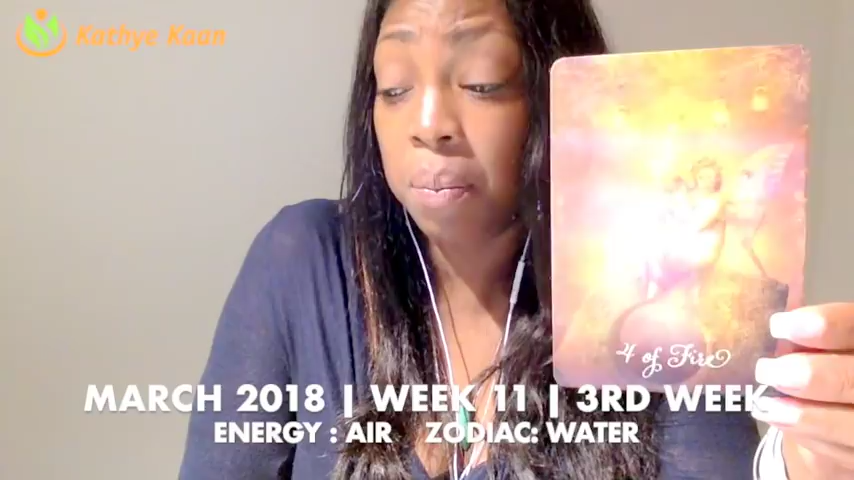 Kathye Kaan
4 of Fire
MARCH 2018 | WEEK 11 | 3RD WEEK
ENERGY : AIR ZODIAC: WATER